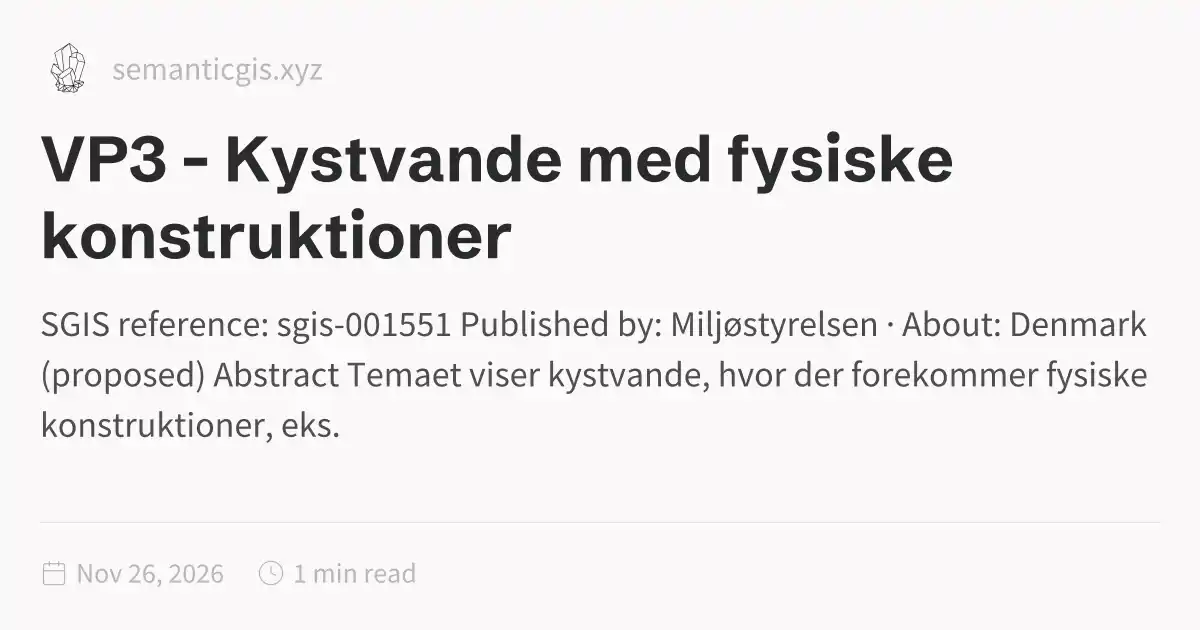 semanticgis.xyz
VP3 - Kystvande med fysiske
konstruktioner
SGIS reference: sgis-001551 Published by: Miljøstyrelsen · About: Denmark
(proposed) Abstract Temaet viser kystvande, hvor der forekommer fysiske
konstruktioner, eks.
Nov 26, 2026 1 min read